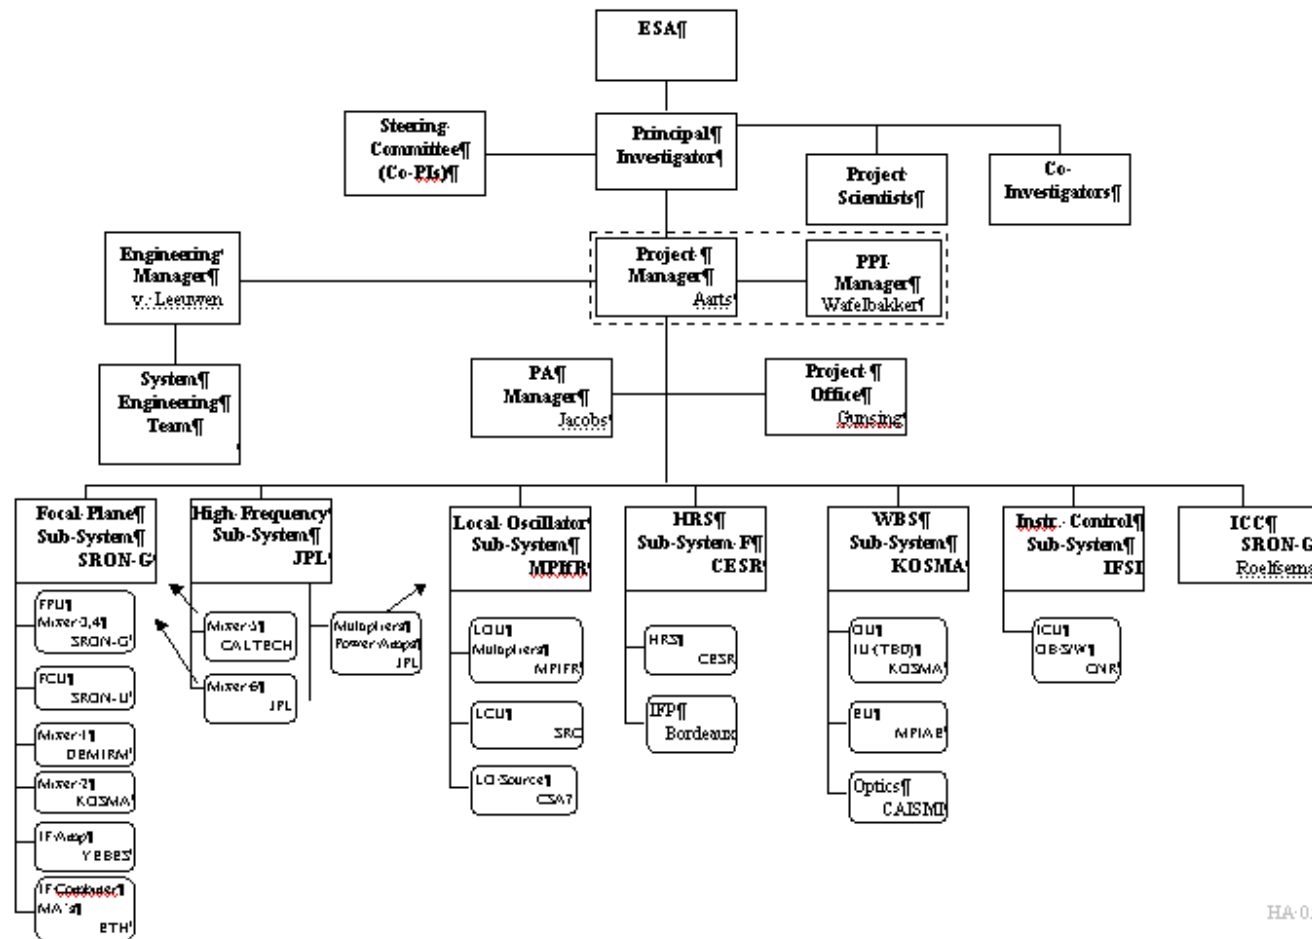 ESA¶
Steering·
Committee¶
(Co-PIs)¶
Principal¶
Investigator¶
Project·
Scientists¶
Co-
Investigators¶
Engineering·
Manager¶
v.·Leeuwen
Project·¶
Manager¶
Aarts
PPI·
Manager¶
Wafelbakker¶
System¶
Engineering¶
Team¶
PA¶
Manager¶
Jacobs
Project·¶
Office¶
Gunsing
Focal·Plane¶
Sub-System¶
SRON-G
High·Frequency
Sub-System¶
JPL
Local·Oscillator
Sub-System¶
MPIfR
HRS¶
Sub-System·F¶
CESR
WBS¶
Sub-System¶
KOSMA
Instr.·Control¶
Sub-System¶
IFSI
ICC¶
SRON-G
Roelfsema
FPU¶
Mixer·3,4¶
SRON-G
FCU¶
SRON-U
Mixer·1¶
DEMIRM
Mixer·2¶
KOSMA
IF·Amp¶
YEBES
IF·Combiner¶
MA's¶
ETH
Mixer·5¶
CALTECH
Mixer·6¶
JPL
Multipliers¶
Power·Amps¶
JPL
LOU¶
Multipliers¶
MPIFR
LCU¶
SRC
LO·Source¶
CSA?
HRS¶
CESR
IFP¶
Bordeaux
OU¶
IU·(TBD)¶
KOSMA
EU¶
MPIAE
Optics¶
CAISMI
ICU¶
OB·S/W¶
CNR